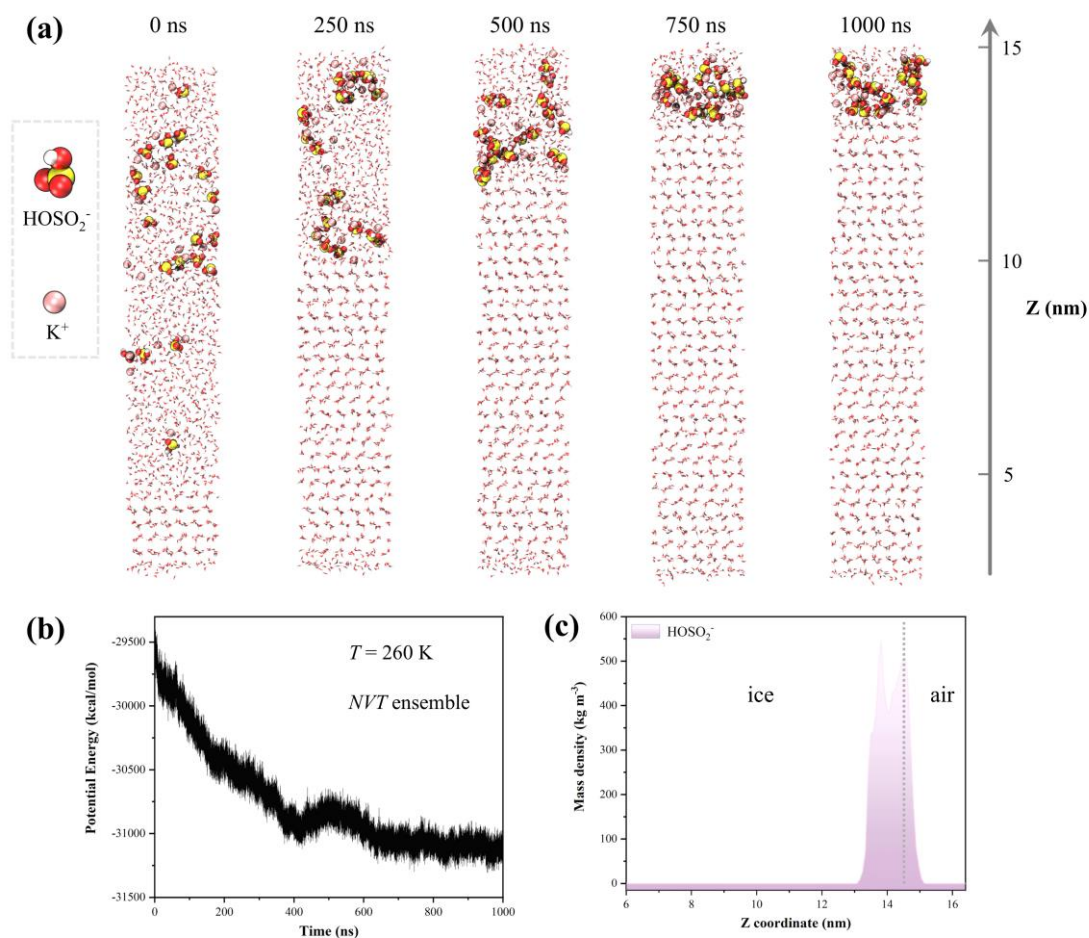 (a)
0 ns
250 ns
500 ns
750 ns
1000 ns
15
HOSO₂⁻
10
Z (nm)
K⁺
5
(b)
-29500
T = 260 K
NVT ensemble
-30000
-30500
-31000
-31500
Potential Energy (kcal/mol)
0
200
400
600
800
1000
Time (ns)
(c)
600
HOSO₂⁻
500
ice
air
400
300
200
100
0
Mass density (kg m⁻³)
6
8
10
12
14
16
Z coordinate (nm)